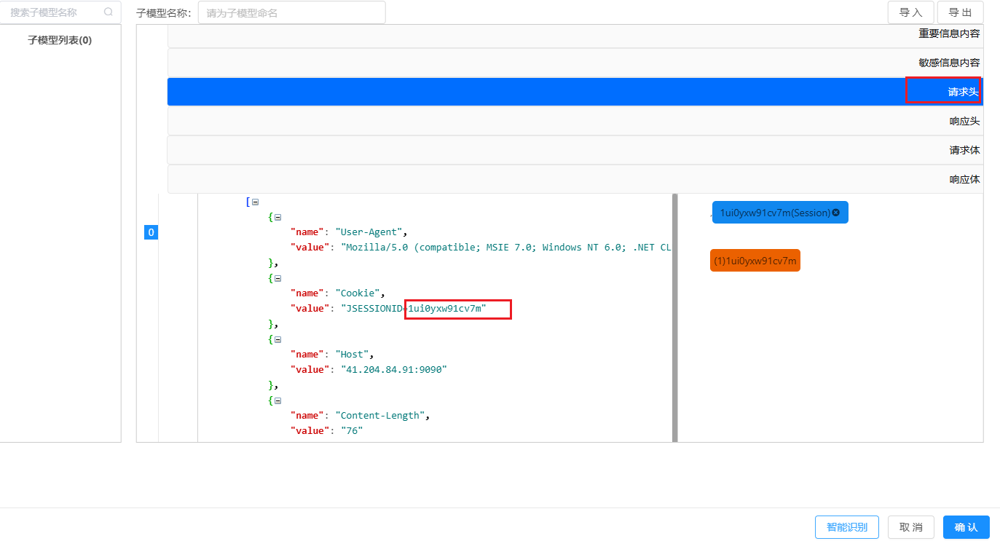 搜索子模型名称
子模型名称：
请为子模型命名
导 入
导 出
子模型列表(0)
重要信息内容
敏感信息内容
请求头
响应头
请求体
响应体
0
[
{
"name": "User-Agent",
"value": "Mozilla/5.0 (compatible; MSIE 7.0; Windows NT 6.0; .NET CL
},
{
"name": "Cookie",
"value": "JSESSIONID=1ui0yxw91cv7m"
},
{
"name": "Host",
"value": "41.204.84.91:9090"
},
{
"name": "Content-Length",
"value": "76"
1ui0yxw91cv7m(Session)
(1)1ui0yxw91cv7m
智能识别
取 消
确 认